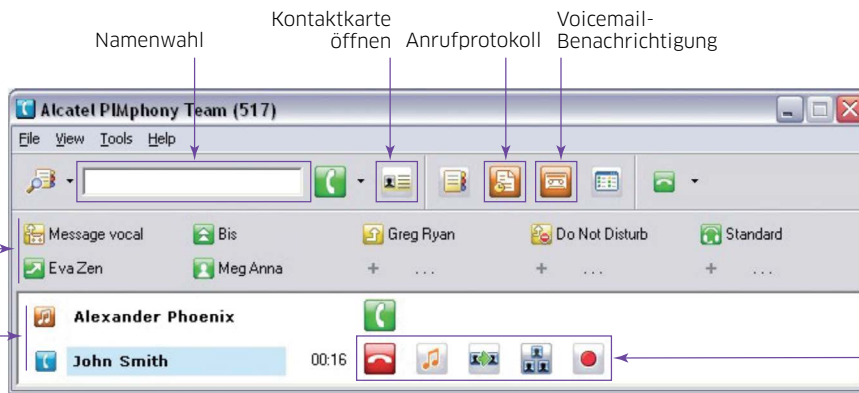 Namenwahl
Kontaktkarte
öffnen
Anrufprotokoll
Voicemail-
Benachrichtigung
Alcatel PIMphony Team (517)
File View Tools Help
Message vocal Bis Greg Ryan Do Not Disturb Standard
Eva Zen Meg Anna + ... + ... + ...
Alexander Phoenix
John Smith 00:16